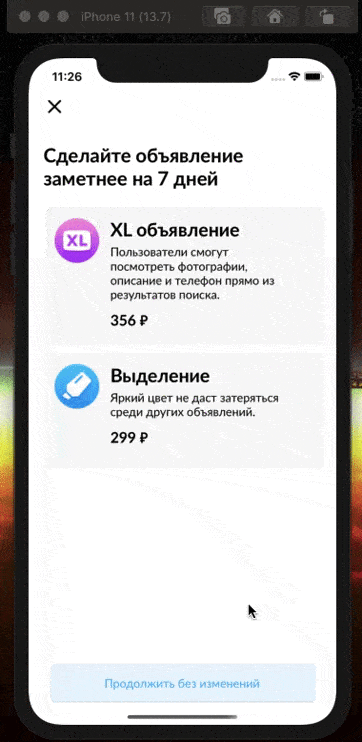 iPhone 11 (13.7)
11:26
Сделайте объявление
заметнее на 7 дней
XL
XL объявление
Пользователи смогут
посмотреть фотографии,
описание и телефон прямо из
результатов поиска.
356 ₽
Выделение
Яркий цвет не даст затеряться
среди других объявлений.
299 ₽
Продолжить без изменений